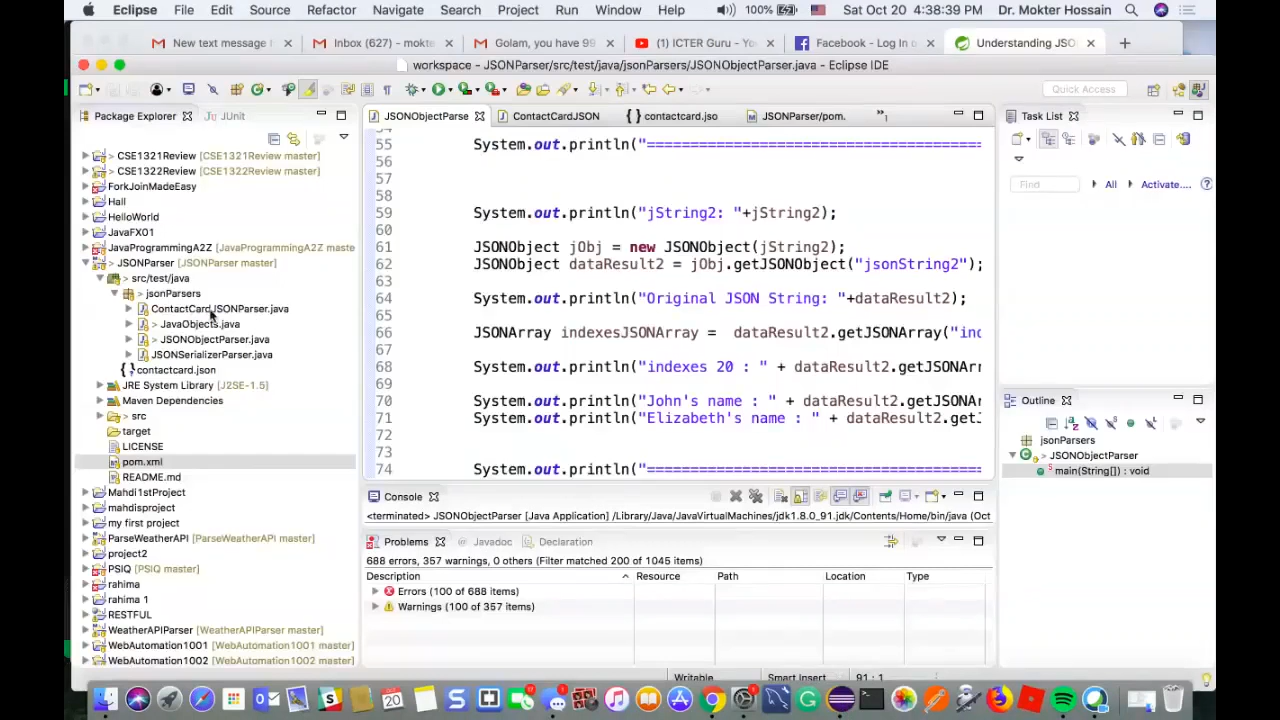 Eclipse File Edit Source Refactor Navigate Search Project Run Window Help 100% Sat Oct 20 4:38:39 PM Dr. Mokter Hossain
New text message Inbox (627) - mokte Golam, you have 99 (1) ICTER Guru - Yo Facebook - Log In o Understanding JSO
workspace - JSONParser/src/test/java/jsonParsers/JSONObjectParser.java - Eclipse IDE
Quick Access
Package Explorer JUnit
JSONObjectParse ContactCardJSON contactcard.jso JSONParser/pom. »1
Task List
Find All Activate.... ?
> CSE1321Review [CSE1321Review master]
> CSE1322Review [CSE1322Review master]
ForkJoinMadeEasy
Hall
HelloWorld
JavaFX01
JavaProgrammingA2Z [JavaProgrammingA2Z maste
> JSONParser [JSONParser master]
> src/test/java
> jsonParsers
ContactCardJSONParser.java
> JavaObjects.java
> JSONObjectParser.java
JSONSerializerParser.java
contactcard.json
JRE System Library [J2SE-1.5]
Maven Dependencies
> src
target
LICENSE
pom.xml
README.md
Mahdi1stProject
mahdisproject
my first project
ParseWeatherAPI [ParseWeatherAPI master]
project2
PSIQ [PSIQ master]
rahima
rahima 1
RESTFUL
WeatherAPIParser [WeatherAPIParser master]
WebAutomation1001 [WebAutomation1001 master]
WebAutomation1002 [WebAutomation1002 master]
55 System.out.println("=======================================
56
57
58
59 System.out.println("jString2: "+jString2);
60
61 JSONObject jObj = new JSONObject(jString2);
62 JSONObject dataResult2 = jObj.getJSONObject("jsonString2");
63
64 System.out.println("Original JSON String: "+dataResult2);
65
66 JSONArray indexesJSONArray = dataResult2.getJSONArray("inc
67
68 System.out.println("indexes 20 : " + dataResult2.getJSONArr
69
70 System.out.println("John's name : " + dataResult2.getJSONA
71 System.out.println("Elizabeth's name : " + dataResult2.getJ
72
73
74 System.out.println("=======================================
Outline
jsonParsers
> JSONObjectParser
main(String[]) : void
Console
<terminated> JSONObjectParser [Java Application] /Library/Java/JavaVirtualMachines/jdk1.8.0_91.jdk/Contents/Home/bin/java (Oct
Problems Javadoc Declaration
688 errors, 357 warnings, 0 others (Filter matched 200 of 1045 items)
Description Resource Path Location Type
Errors (100 of 688 items)
Warnings (100 of 357 items)
Writable Smart Insert 91 : 1